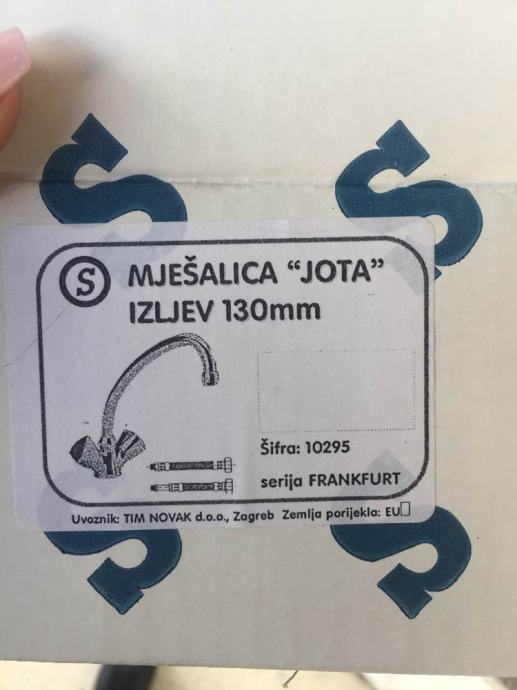 S MJEŠALICA “JOTA”
IZLJEV 130mm
Šifra: 10295
serija FRANKFURT
Uvoznik: TIM NOVAK d.o.o., Zagreb Zemlja porijekla: EU
S S
S S